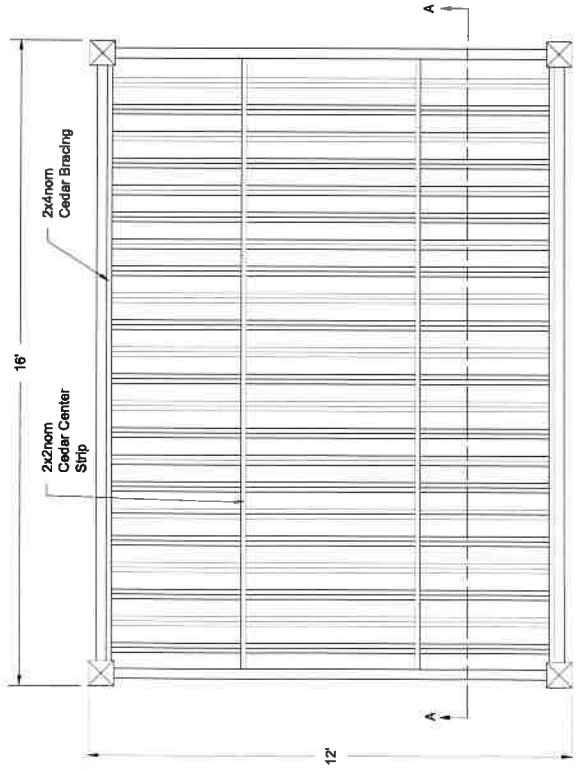 16'
2x4nom
Cedar Bracing
2x2nom
Cedar Center
Strip
A
A
12'